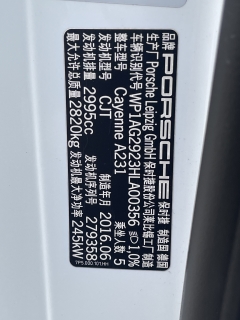 品牌 PORSCHE 保时捷 制造国 德国
生产厂 Porsche Leipzig GmbH 保时捷股份公司莱比锡工厂制造
车辆识别代号 WP1AG2923HLA00356
整车型号 Cayenne A231 乘坐人数 5
发动机型号 CJT 制造年月 2016.06
发动机排量 2995cc 发动机序列号 279358
最大允许总质量 2820kg 发动机最大净功率 245kW
7P5.000.101.HH